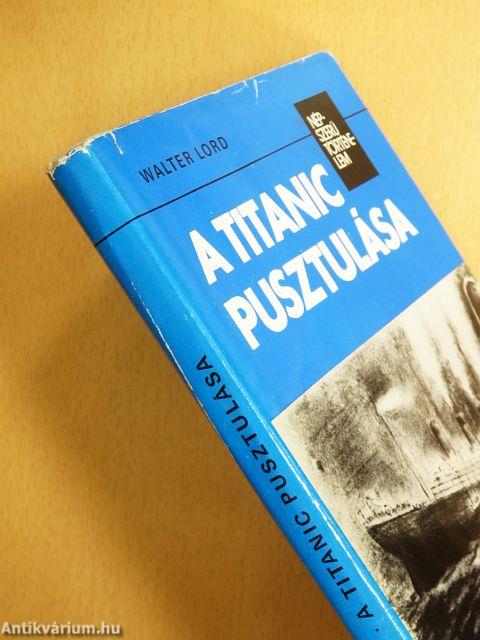 WALTER LORD
NÉP-
SZERŰ
TÖRTÉNE-
LEM
A TITANIC
PUSZTULÁSA
A TITANIC PUSZTULÁSA
Antikvárium.hu